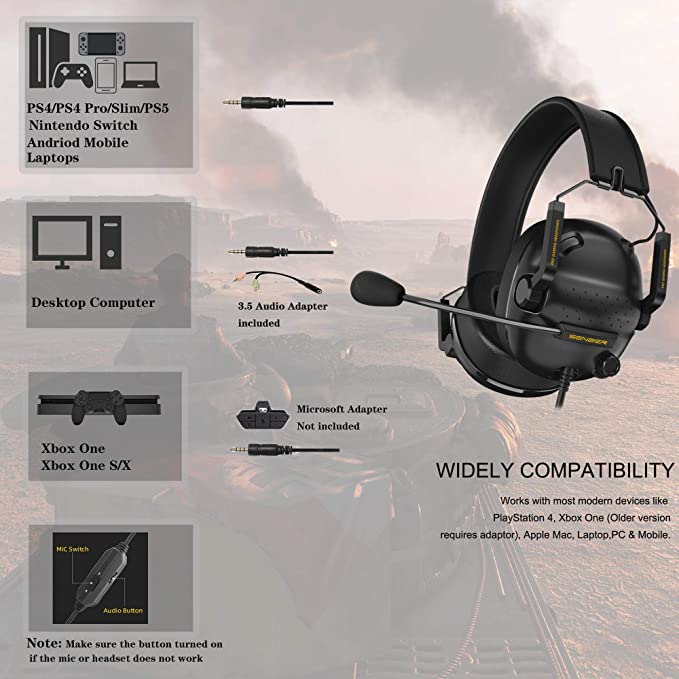 PS4/PS4 Pro/Slim/PS5
Nintendo Switch
Andriod Mobile
Laptops
Desktop Computer
3.5 Audio Adapter
included
Xbox One
Xbox One S/X
Microsoft Adapter
Not included
MIC Switch
Audio Button
Note: Make sure the button turned on
if the mic or headset does not work
SENZER
WIDELY COMPATIBILITY
Works with most modern devices like
PlayStation 4, Xbox One (Older version
requires adaptor), Apple Mac, Laptop,PC & Mobile.